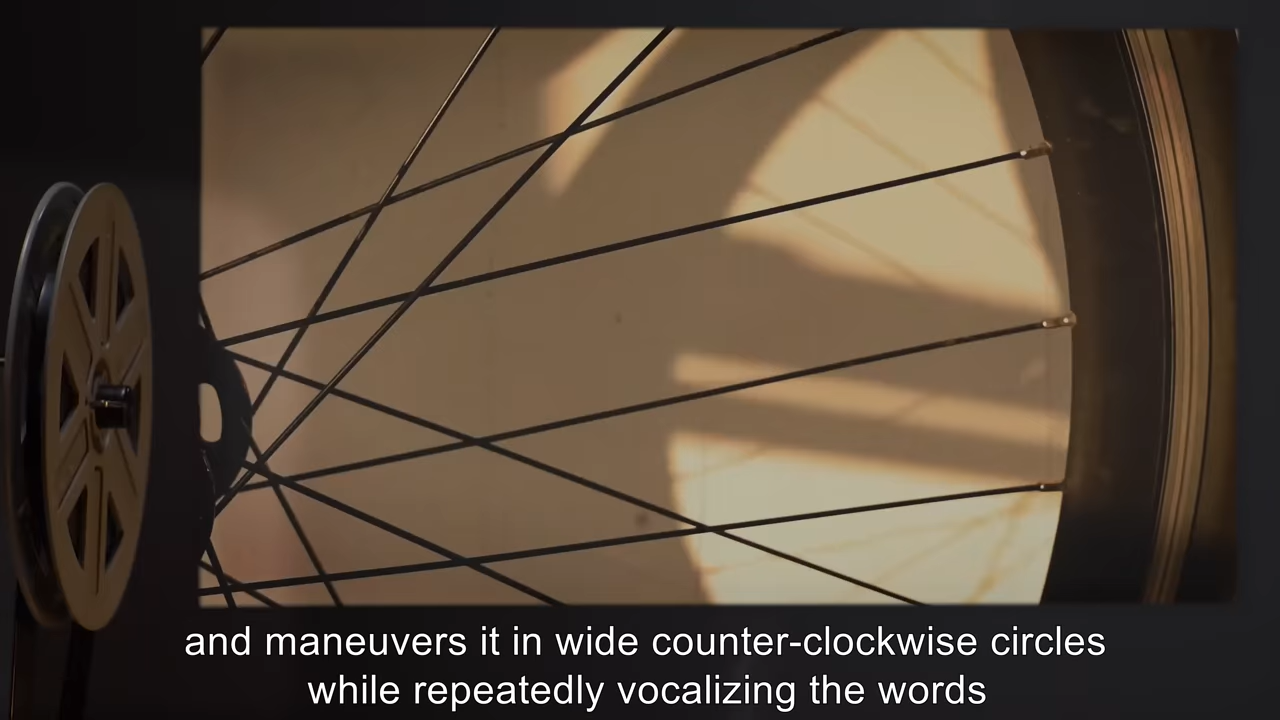 and maneuvers it in wide counter-clockwise circles
while repeatedly vocalizing the words